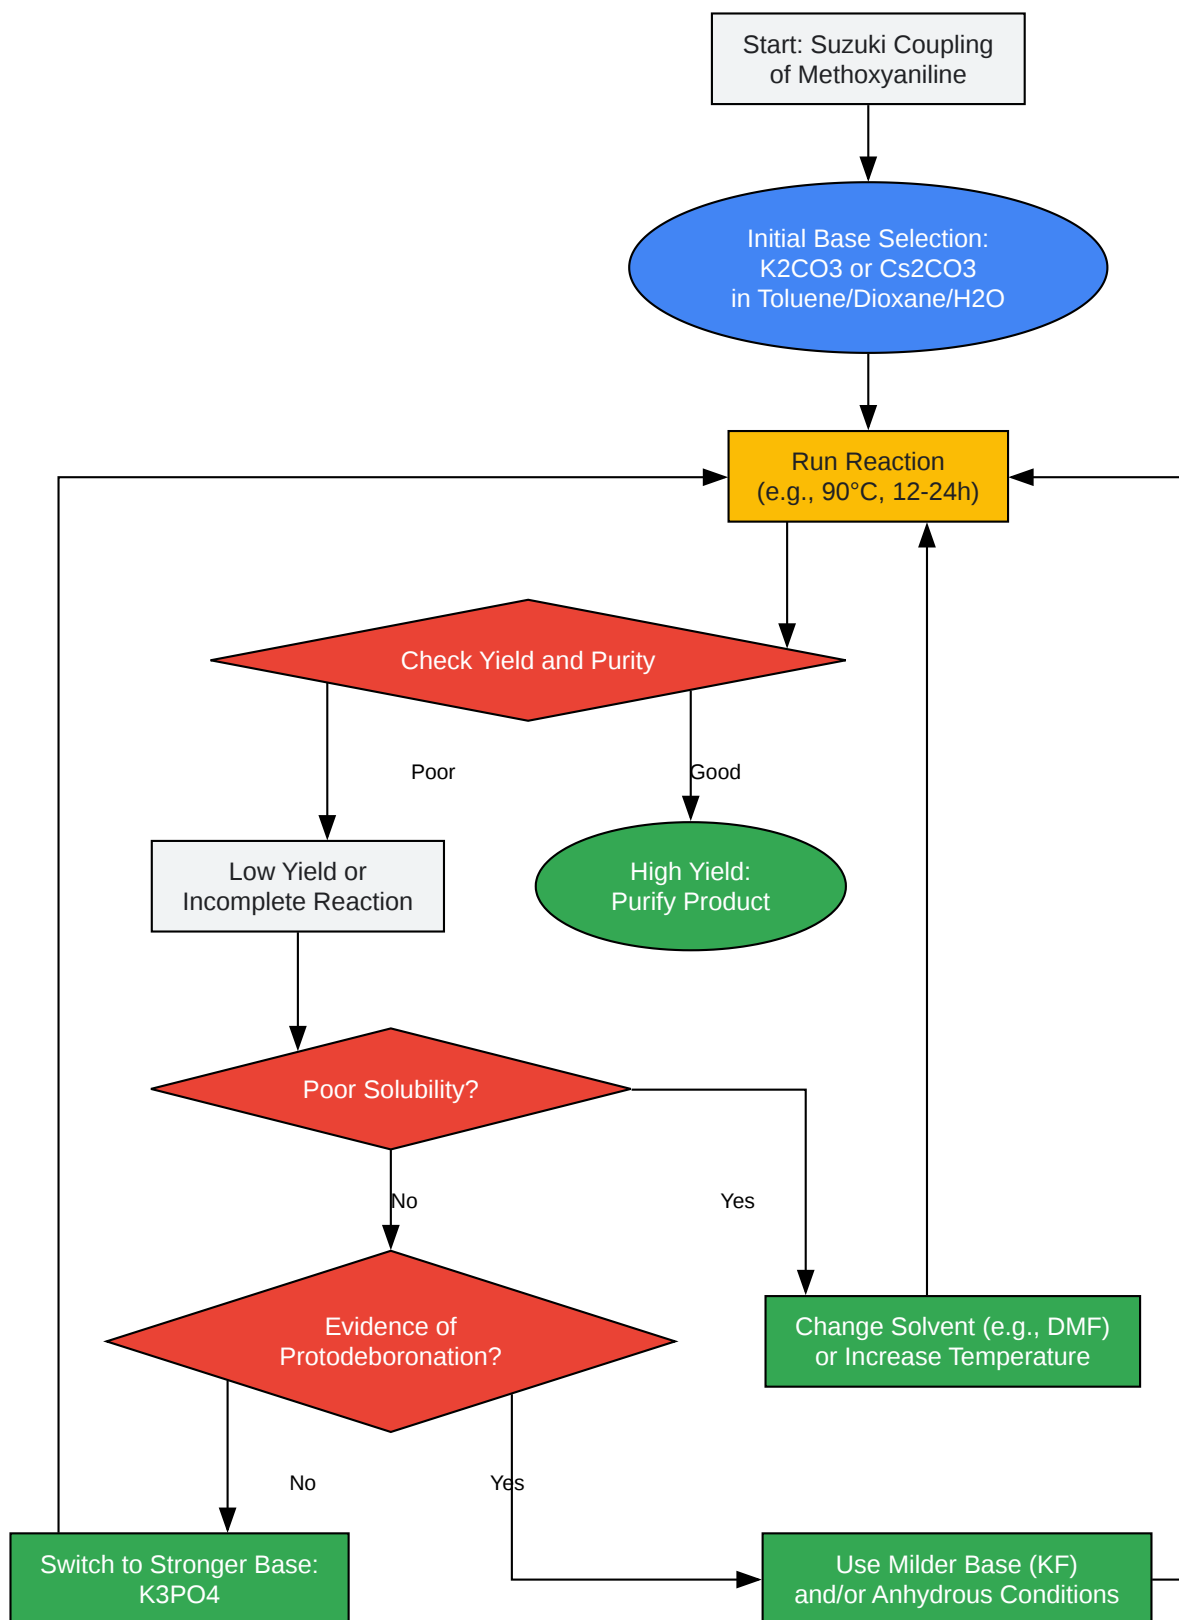 Start: Suzuki Coupling
of Methoxyaniline
Initial Base Selection:
K2CO3 or Cs2CO3
in Toluene/Dioxane/H2O
Run Reaction
(e.g., 90°C, 12-24h)
Check Yield and Purity
Poor
Good
Low Yield or
Incomplete Reaction
High Yield:
Purify Product
Poor Solubility?
No
Yes
Evidence of
Protodeboronation?
Change Solvent (e.g., DMF)
or Increase Temperature
No
Yes
Switch to Stronger Base:
K3PO4
Use Milder Base (KF)
and/or Anhydrous Conditions